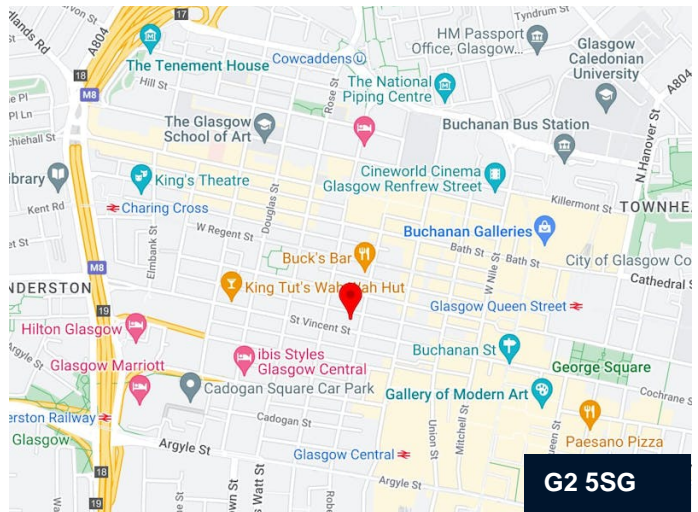 17
Tyndrum St
HM Passport
Office, Glasgow...
A804
Cowcaddens
Glasgow
Caledonian
University
The Tenement House
18
Hill St
Rose St
The National
Piping Centre
A804
M8
The Glasgow
School of Art
Buchanan Bus Station
N Hanover St
King's Theatre
Cineworld Cinema
Glasgow Renfrew Street
Kent Rd
Charing Cross
Douglas St
Killermont St
TOWNHEA
Elmbank St
W Regent St
Buchanan Galleries
Bath St
Bath St
W Nile St
City of Glasgow Co
Cathedral S
M8
Buck's Bar
NDERSTON
King Tut's Wah Wah Hut
Glasgow Queen Street
19
St Vincent St
Hilton Glasgow
Buchanan St
Argyle St
ibis Styles
Glasgow Central
George Square
Glasgow Marriott
Cadogan Square Car Park
Gallery of Modern Art
Cochrane S
erston Railway
Glasgow
Cadogan St
Union St
Mitchell St
Paesano Pizza
Argyle St
Glasgow Central
18
19
Argyle St
G2 5SG